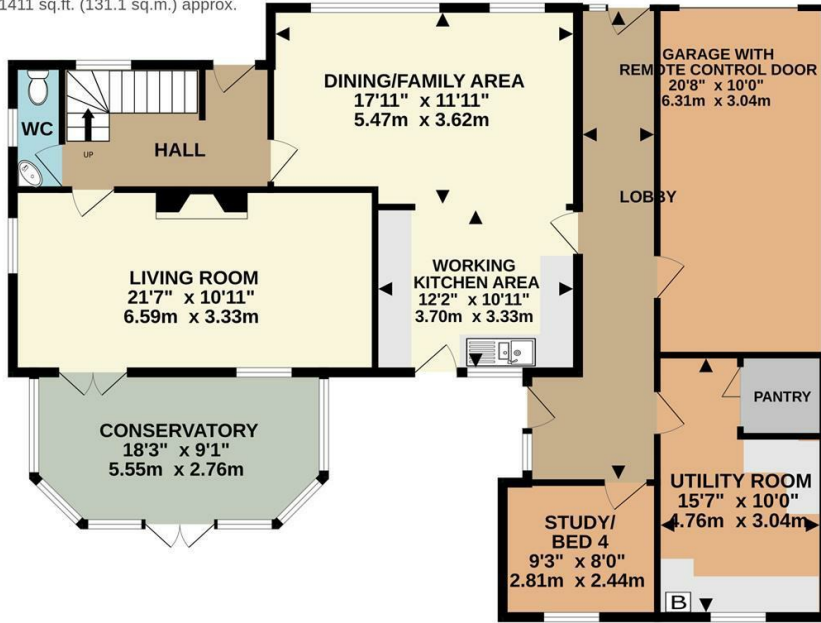 1411 sq.ft. (131.1 sq.m.) approx.
DINING/FAMILY AREA
17'11" x 11'11"
5.47m x 3.62m
GARAGE WITH
REMOTE CONTROL DOOR
20'8" x 10'0"
6.31m x 3.04m
WC
UP
HALL
LOBBY
LIVING ROOM
21'7" x 10'11"
6.59m x 3.33m
WORKING
KITCHEN AREA
12'2" x 10'11"
3.70m x 3.33m
PANTRY
CONSERVATORY
18'3" x 9'1"
5.55m x 2.76m
UTILITY ROOM
15'7" x 10'0"
4.76m x 3.04m
STUDY/
BED 4
9'3" x 8'0"
2.81m x 2.44m
B